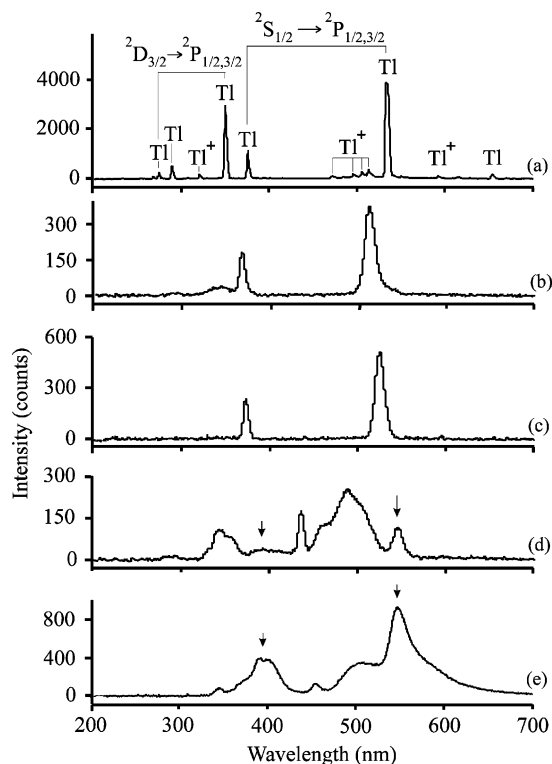 ²S₁/₂ → ²P₁/₂,₃/₂
²D₃/₂→²P₁/₂,₃/₂
4000
2000
0
Tl
Tl
Tl⁺
Tl
Tl
Tl⁺
Tl
Tl⁺
Tl
(a)
300
150
0
(b)
600
300
0
(c)
300
150
0
(d)
800
400
0
(e)
200
300
400
500
600
700
Intensity (counts)
Wavelength (nm)